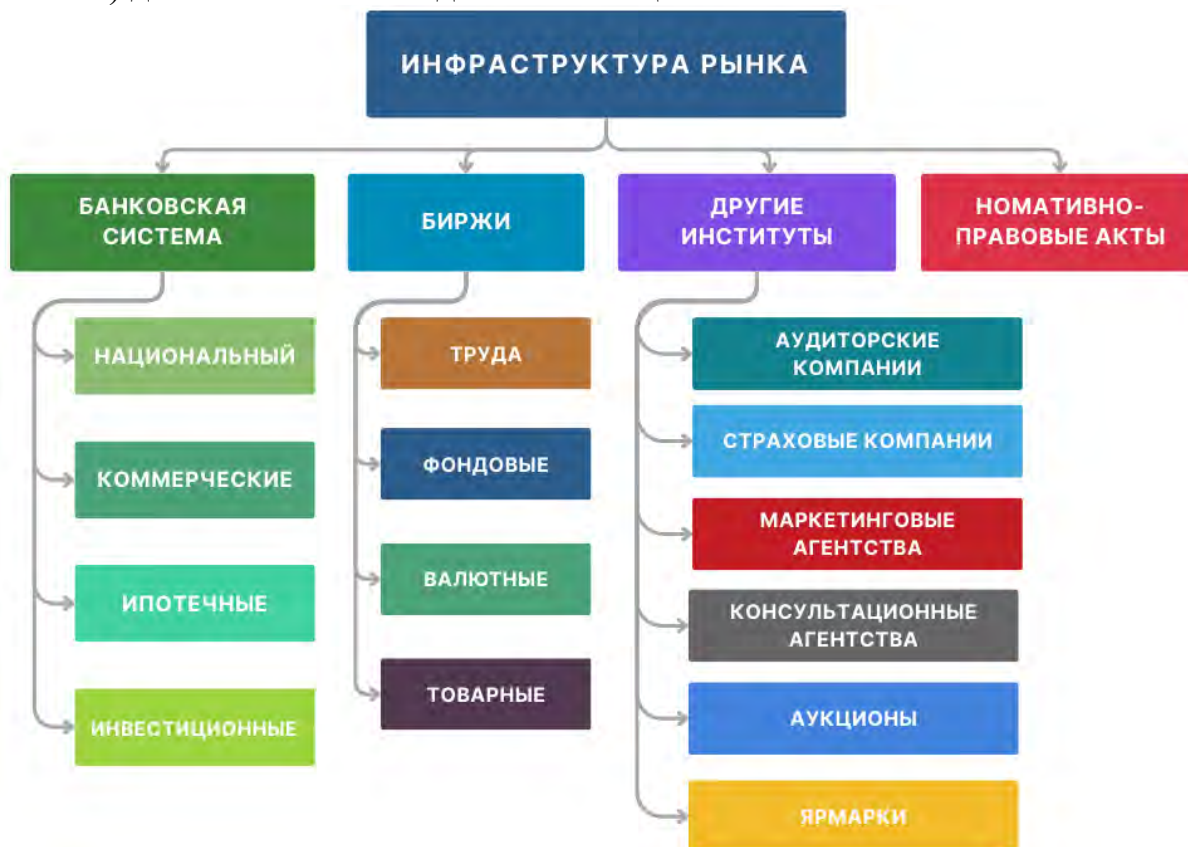 ИНФРАСТРУКТУРА РЫНКА
БАНКОВСКАЯ
СИСТЕМА
НАЦИОНАЛЬНЫЙ
КОММЕРЧЕСКИЕ
ИПОТЕЧНЫЕ
ИНВЕСТИЦИОННЫЕ
БИРЖИ
ТРУДА
ФОНДОВЫЕ
ВАЛЮТНЫЕ
ТОВАРНЫЕ
ДРУГИЕ
ИНСТИТУТЫ
АУДИТОРСКИЕ
КОМПАНИИ
СТРАХОВЫЕ КОМПАНИИ
МАРКЕТИНГОВЫЕ
АГЕНТСТВА
КОНСУЛЬТАЦИОННЫЕ
АГЕНТСТВА
АУКЦИОНЫ
ЯРМАРКИ
НОМАТИВНО-
ПРАВОВЫЕ АКТЫ